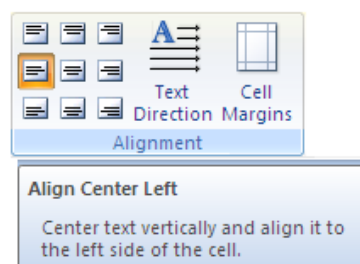 Text Cell
Direction Margins
Alignment
Align Center Left
Center text vertically and align it to
the left side of the cell.